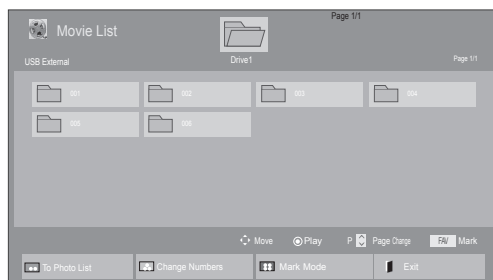 Page 1/1
Movie List
USB External
Drive1
Page 1/1
001
002
003
004
005
006
Move
Play
P
Page Change
FAV
Mark
To Photo List
Change Numbers
Mark Mode
Exit